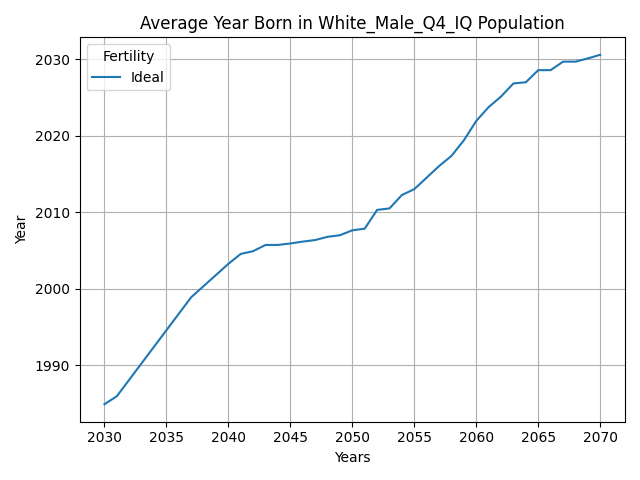 Average Year Born in White_Male_Q4_IQ Population
Fertility
Ideal
Year
2030
2020
2010
2000
1990
2030 2035 2040 2045 2050 2055 2060 2065 2070
Years